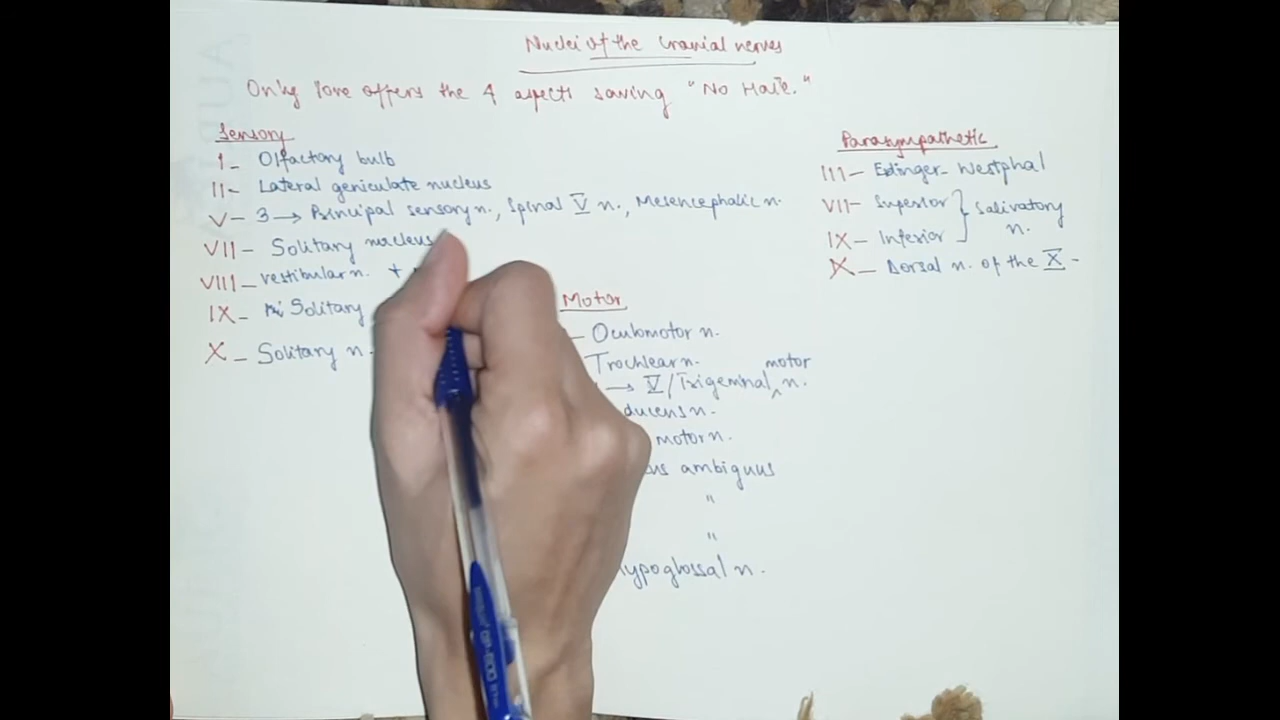 Nuclei of the Cranial nerves
Only love offers the 4 aspects saving "No Hate."
Sensory
I- Olfactory bulb
II- Lateral geniculate nucleus
V- 3 → Principal sensory n., Spinal V n., Mesencephalic n.
VII- Solitary nucleus
VIII- vestibular n. +
IX- Solitary
X- Solitary n.
Motor
- Oculomotor n.
Trochlear n.
→ V/Trigeminal motor n.
ducens n.
motor n.
ambiguus
"
"
hypoglossal n.
Parasympathetic
III- Edinger-Westphal
VII- Superior } Salivatory
IX- Inferior } n.
X- Dorsal n. of the X -